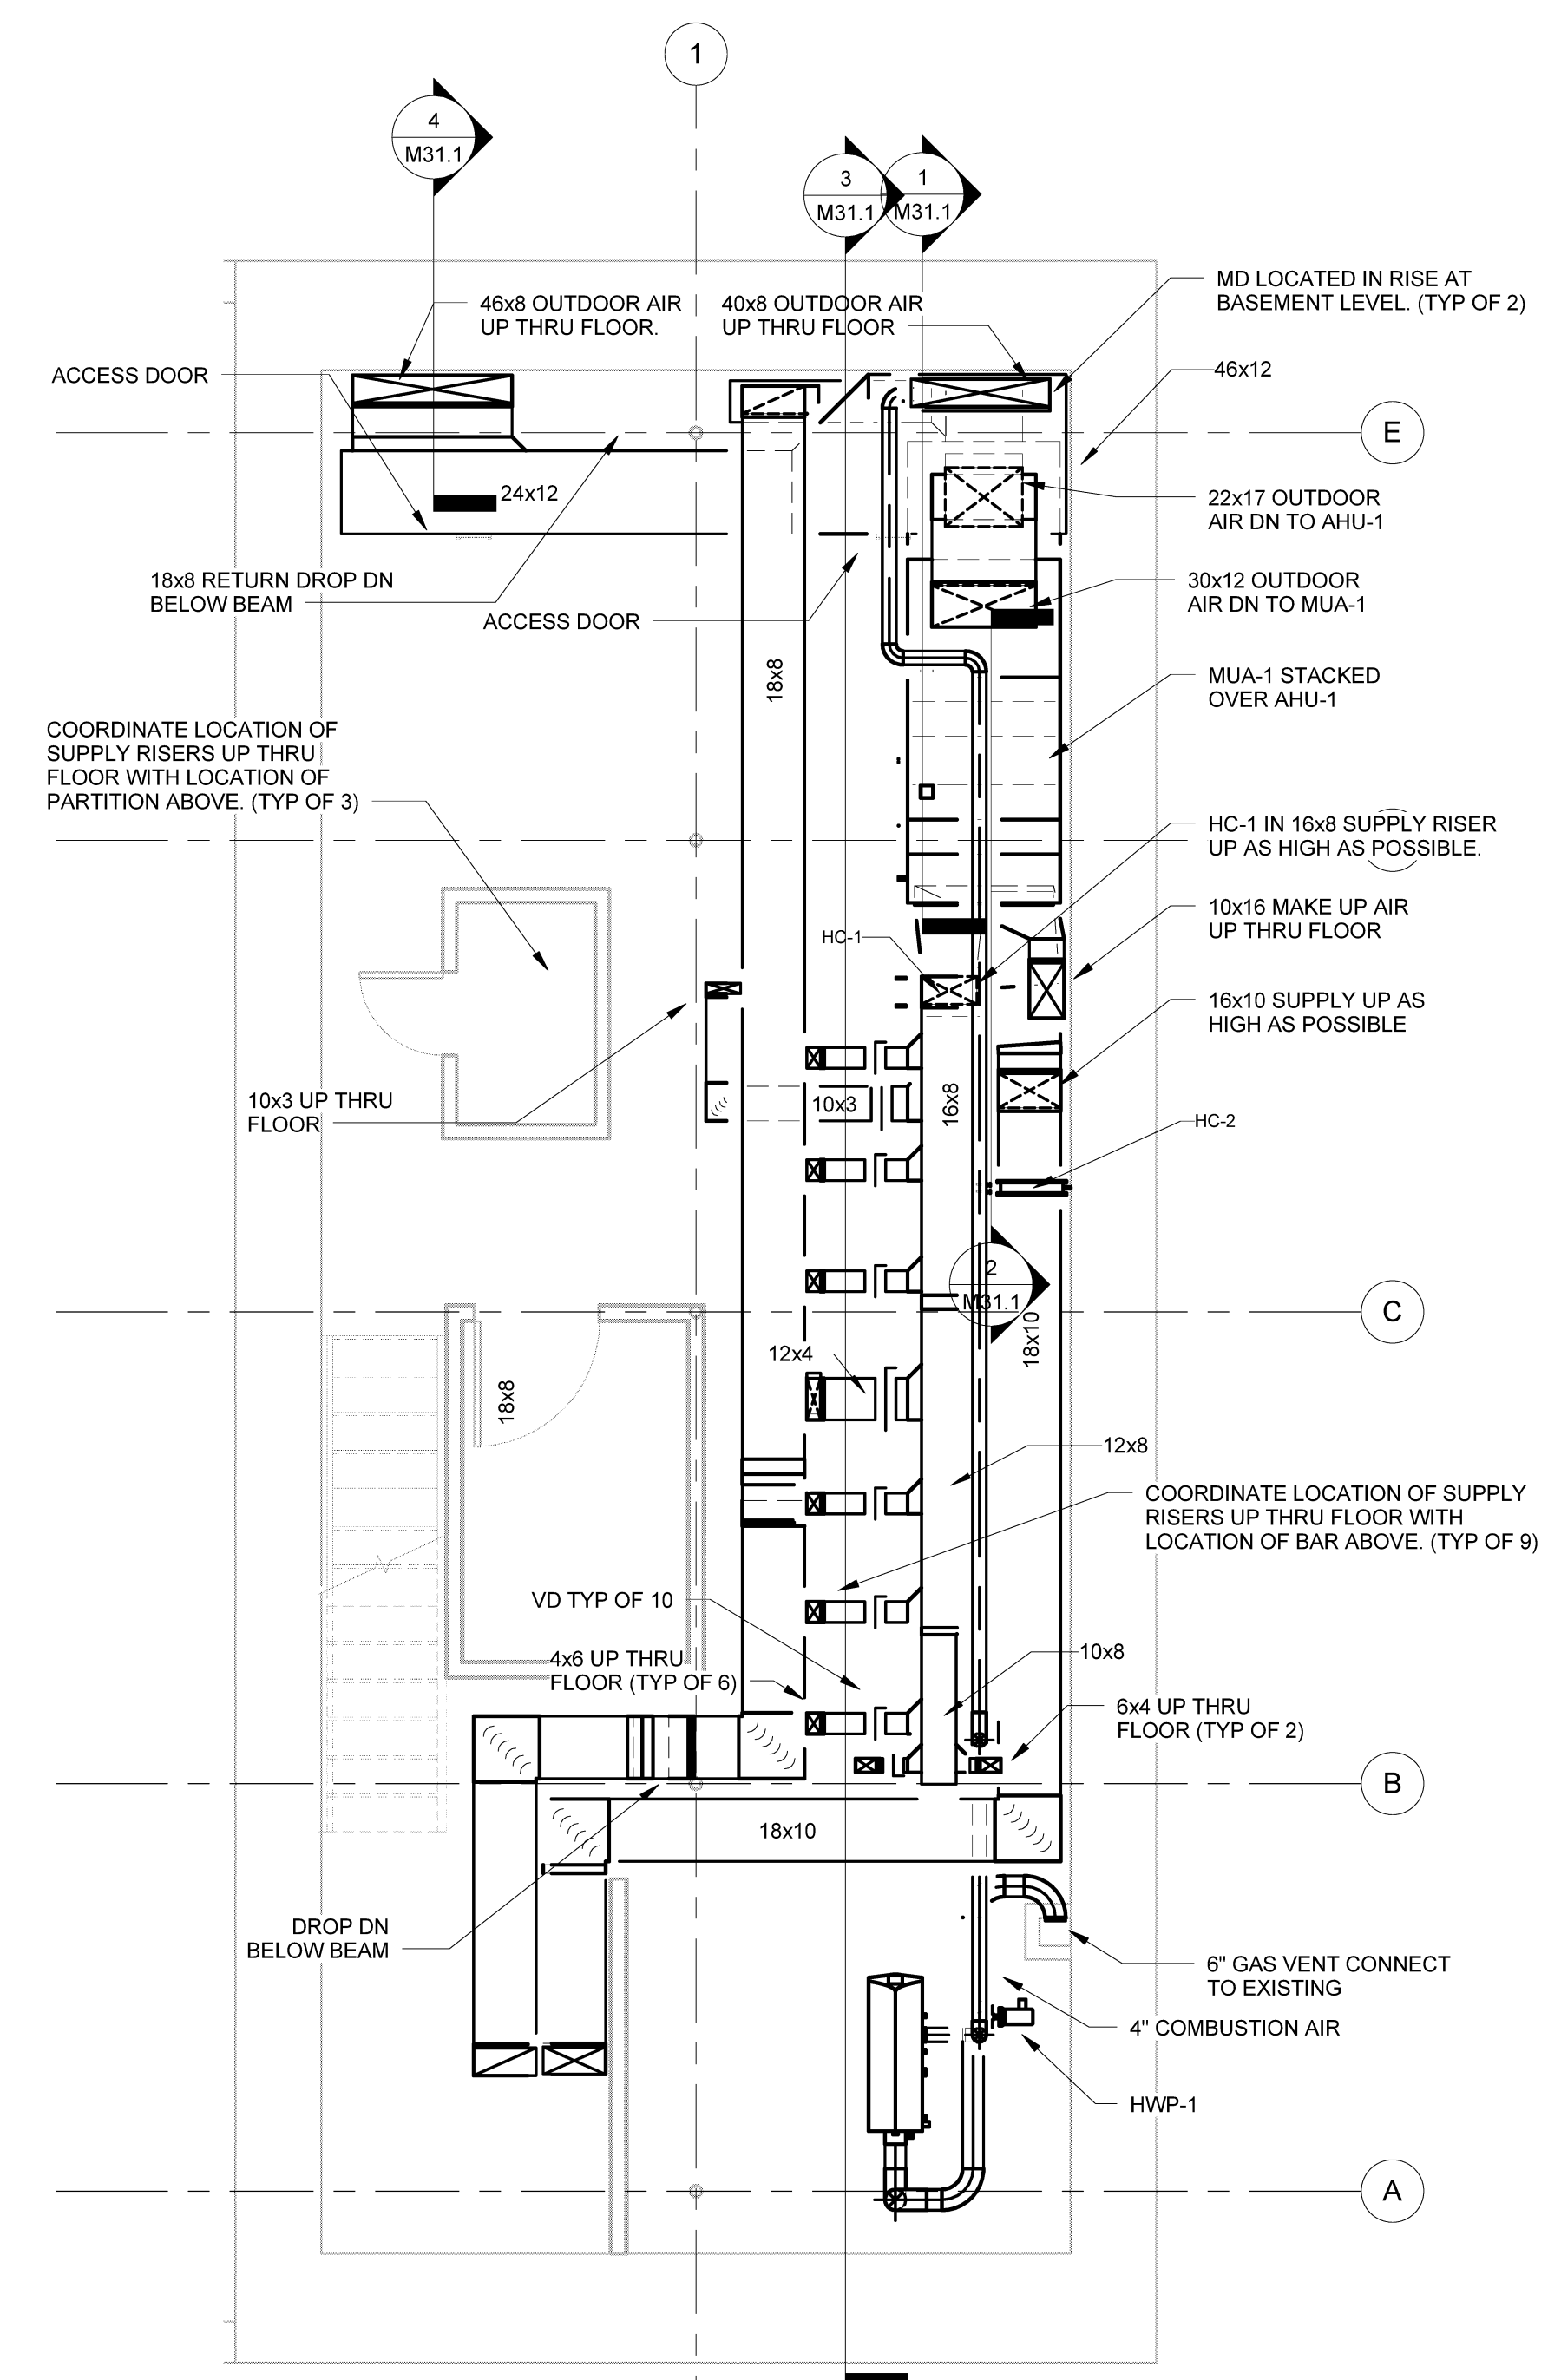 1
4
M31.1
3
M31.1
1
M31.1
MD LOCATED IN RISE AT
BASEMENT LEVEL. (TYP OF 2)
46x8 OUTDOOR AIR
UP THRU FLOOR.
40x8 OUTDOOR AIR
UP THRU FLOOR
ACCESS DOOR
46x12
E
24x12
22x17 OUTDOOR
AIR DN TO AHU-1
18x8 RETURN DROP DN
BELOW BEAM
30x12 OUTDOOR
AIR DN TO MUA-1
ACCESS DOOR
18x8
MUA-1 STACKED
OVER AHU-1
COORDINATE LOCATION OF
SUPPLY RISERS UP THRU
FLOOR WITH LOCATION OF
PARTITION ABOVE. (TYP OF 3)
HC-1 IN 16x8 SUPPLY RISER
UP AS HIGH AS POSSIBLE.
10x16 MAKE UP AIR
UP THRU FLOOR
HC-1
16x10 SUPPLY UP AS
HIGH AS POSSIBLE
10x3 UP THRU
FLOOR
10x3
16x8
HC-2
2
M31.1
C
18x10
12x4
18x8
12x8
COORDINATE LOCATION OF SUPPLY
RISERS UP THRU FLOOR WITH
LOCATION OF BAR ABOVE. (TYP OF 9)
VD TYP OF 10
4x6 UP THRU
FLOOR (TYP OF 6)
10x8
6x4 UP THRU
FLOOR (TYP OF 2)
B
18x10
DROP DN
BELOW BEAM
6" GAS VENT CONNECT
TO EXISTING
4" COMBUSTION AIR
HWP-1
A